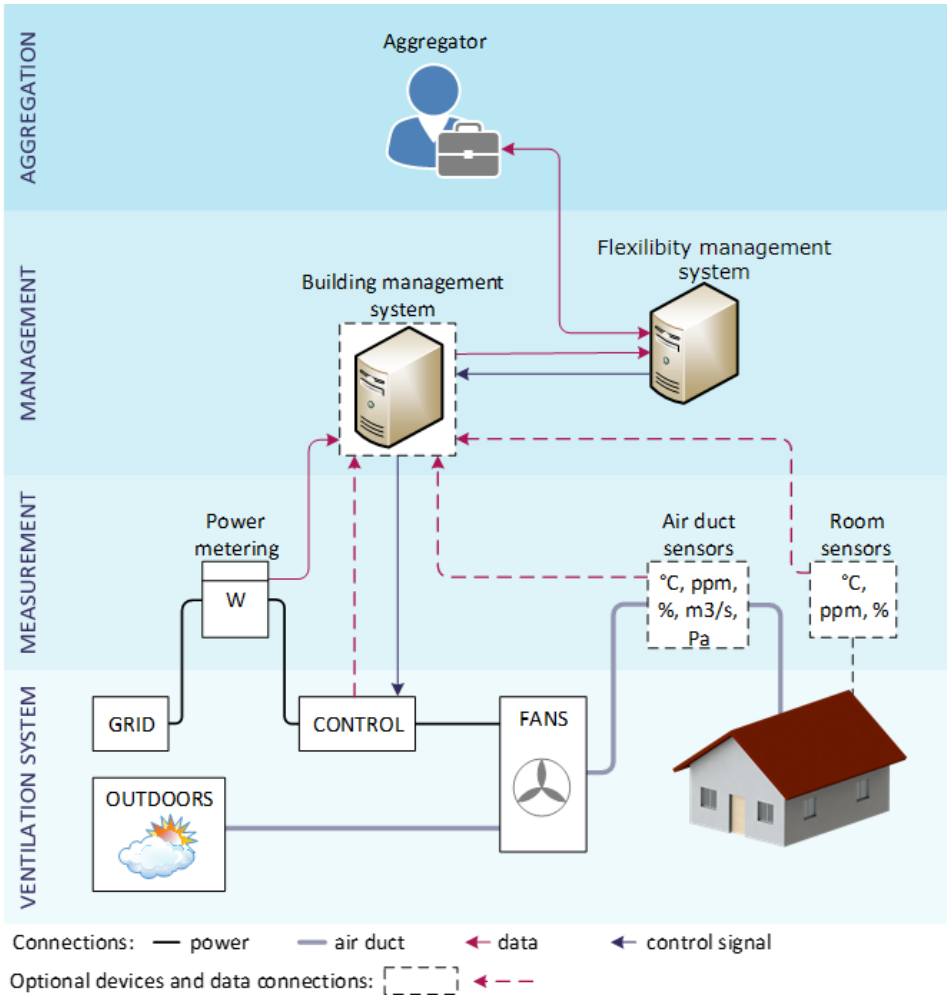 AGGREGATION
Aggregator
MANAGEMENT
Flexilibity management
system
Building management
system
MEASUREMENT
Power
metering
W
Air duct
sensors
°C, ppm,
%, m3/s,
Pa
Room
sensors
°C,
ppm, %
VENTILATION SYSTEM
GRID
CONTROL
FANS
OUTDOORS
Connections: power air duct data control signal
Optional devices and data connections: